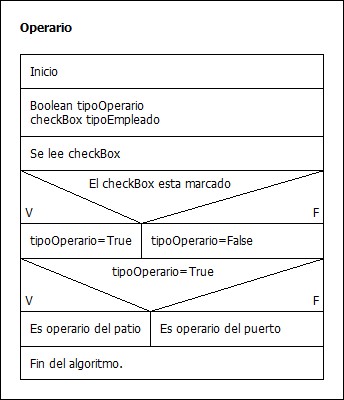 Operario
Inicio
Boolean tipoOperario
checkBox tipoEmpleado
Se lee checkBox
El checkBox esta marcado
V F
tipoOperario=True tipoOperario=False
tipoOperario=True
V F
Es operario del patio Es operario del puerto
Fin del algoritmo.